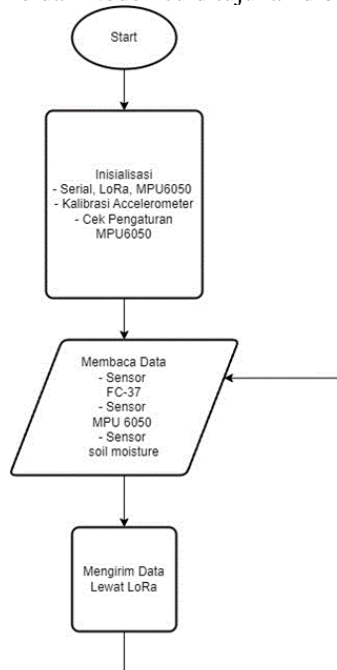 Start
Inisialisasi
- Serial, LoRa, MPU6050
- Kalibrasi Accelerometer
- Cek Pengaturan
MPU6050
Membaca Data
- Sensor
FC-37
- Sensor
MPU 6050
- Sensor
soil moisture
Mengirim Data
Lewat LoRa